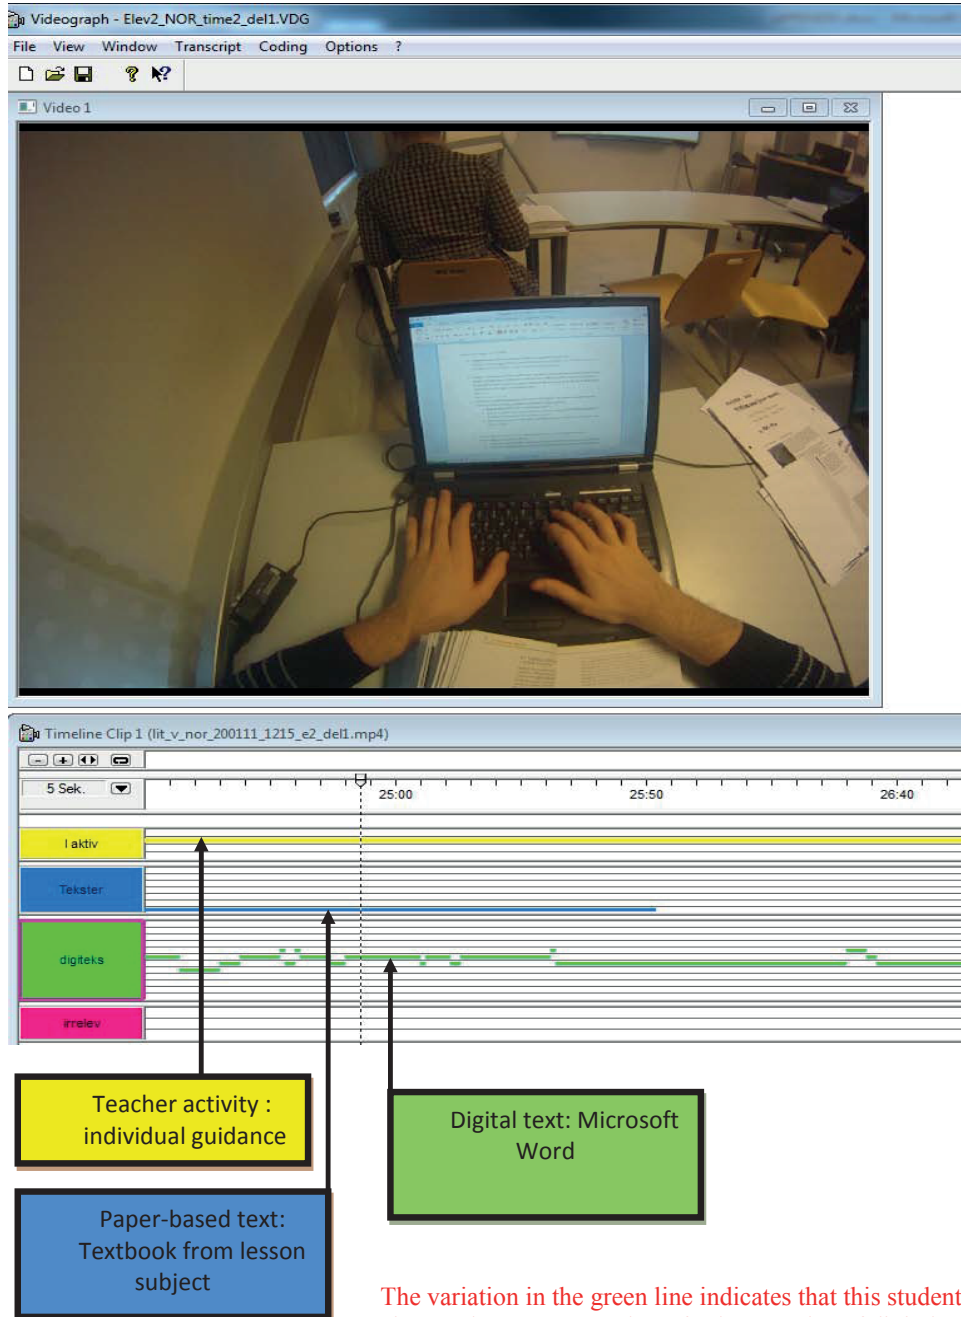 Videograph - Elev2_NOR_time2_del1.VDG
File View Window Transcript Coding Options ?
Video 1
Timeline Clip 1 (lit_v_nor_200111_1215_e2_del1.mp4)
5 Sek.
25:00 25:50 26:40
l aktiv
Tekster
digiteks
irrelev
Teacher activity :
individual guidance
Digital text: Microsoft
Word
Paper-based text:
Textbook from lesson
subject
The variation in the green line indicates that this student